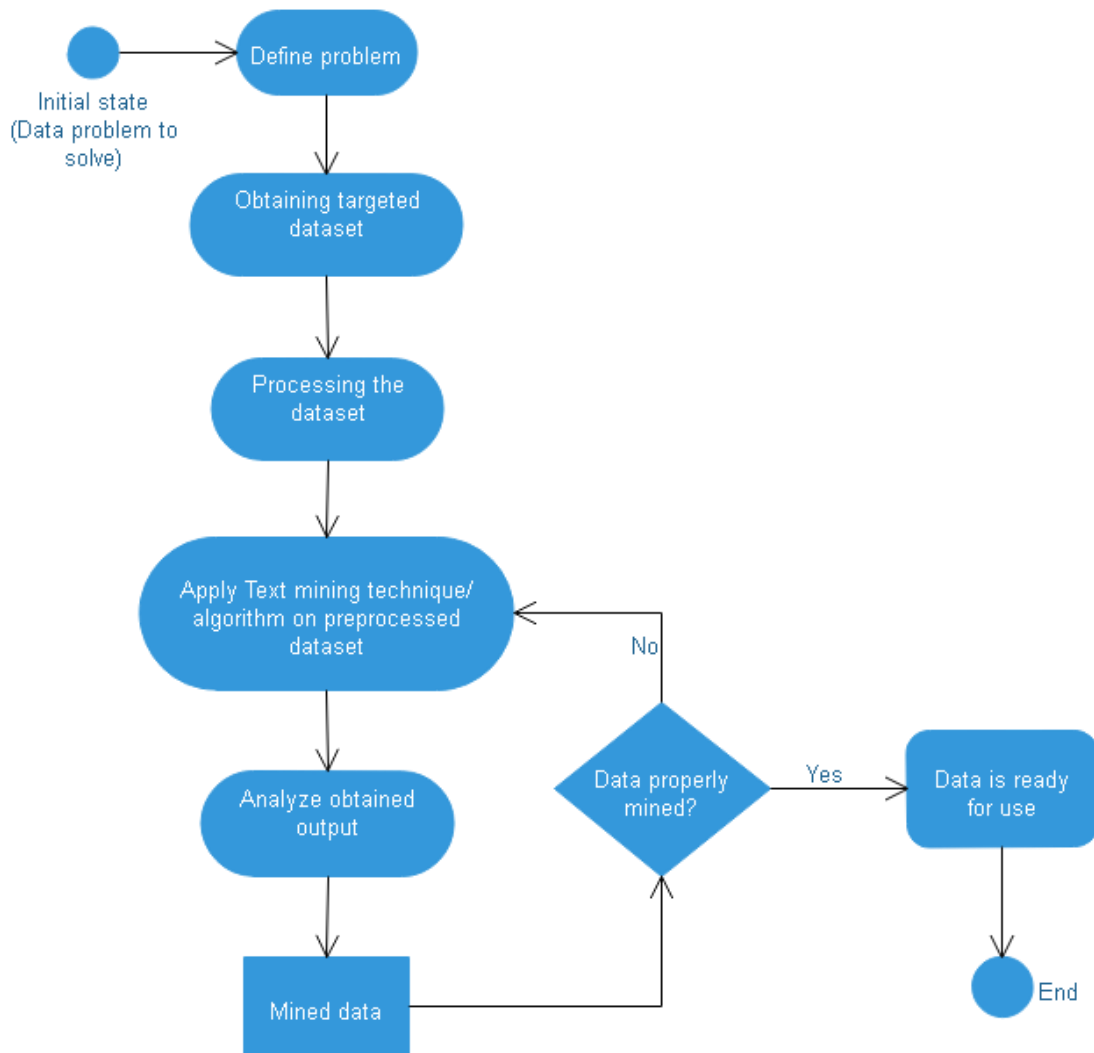 Define problem
Initial state
(Data problem to
solve)
Obtaining targeted
dataset
Processing the
dataset
Apply Text mining technique/
algorithm on preprocessed
dataset
No
Data properly
mined?
Yes
Data is ready
for use
Analyze obtained
output
Mined data
End